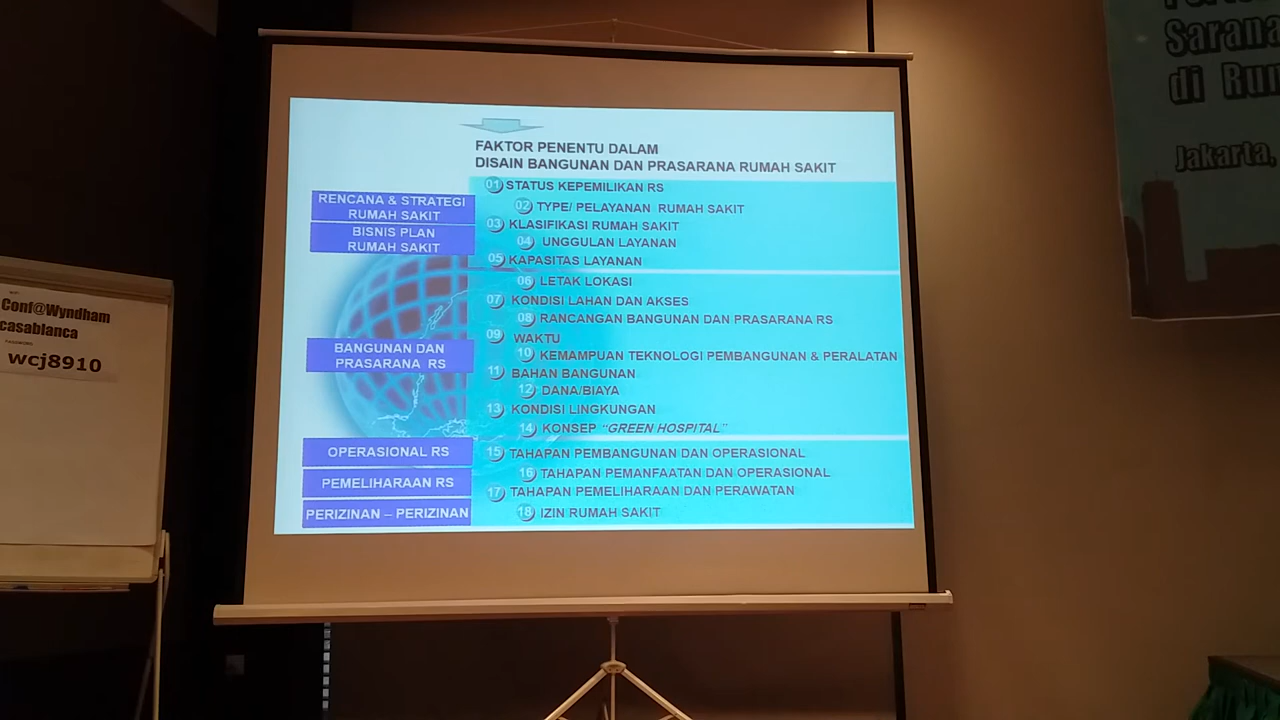 FAKTOR PENENTU DALAM
DISAIN BANGUNAN DAN PRASARANA RUMAH SAKIT
RENCANA & STRATEGI
RUMAH SAKIT
BISNIS PLAN
RUMAH SAKIT
01 STATUS KEPEMILIKAN RS
02 TYPE/ PELAYANAN RUMAH SAKIT
03 KLASIFIKASI RUMAH SAKIT
04 UNGGULAN LAYANAN
05 KAPASITAS LAYANAN
BANGUNAN DAN
PRASARANA RS
06 LETAK LOKASI
07 KONDISI LAHAN DAN AKSES
08 RANCANGAN BANGUNAN DAN PRASARANA RS
09 WAKTU
10 KEMAMPUAN TEKNOLOGI PEMBANGUNAN & PERALATAN
11 BAHAN BANGUNAN
12 DANA/BIAYA
13 KONDISI LINGKUNGAN
14 KONSEP "GREEN HOSPITAL"
OPERASIONAL RS
PEMELIHARAAN RS
PERIZINAN – PERIZINAN
15 TAHAPAN PEMBANGUNAN DAN OPERASIONAL
16 TAHAPAN PEMANFAATAN DAN OPERASIONAL
17 TAHAPAN PEMELIHARAAN DAN PERAWATAN
18 IZIN RUMAH SAKIT
Conf@Wyndham
casablanca
wcj8910
Sarana
di Rum
Jakarta,